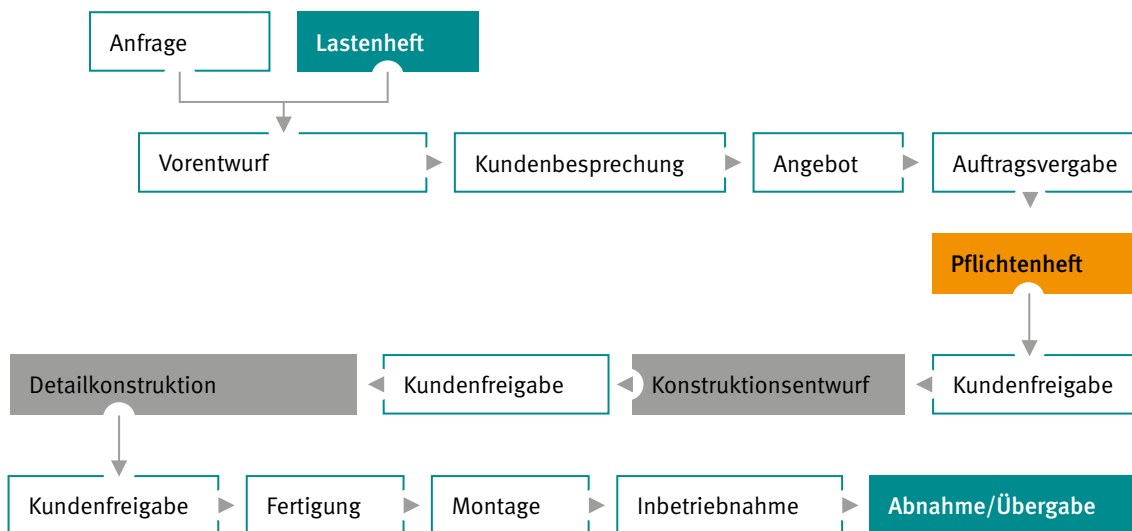 Anfrage
Lastenheft
Vorentwurf
Kundenbesprechung
Angebot
Auftragsvergabe
Pflichtenheft
Detailkonstruktion
Kundenfreigabe
Konstruktionsentwurf
Kundenfreigabe
Kundenfreigabe
Fertigung
Montage
Inbetriebnahme
Abnahme/Übergabe